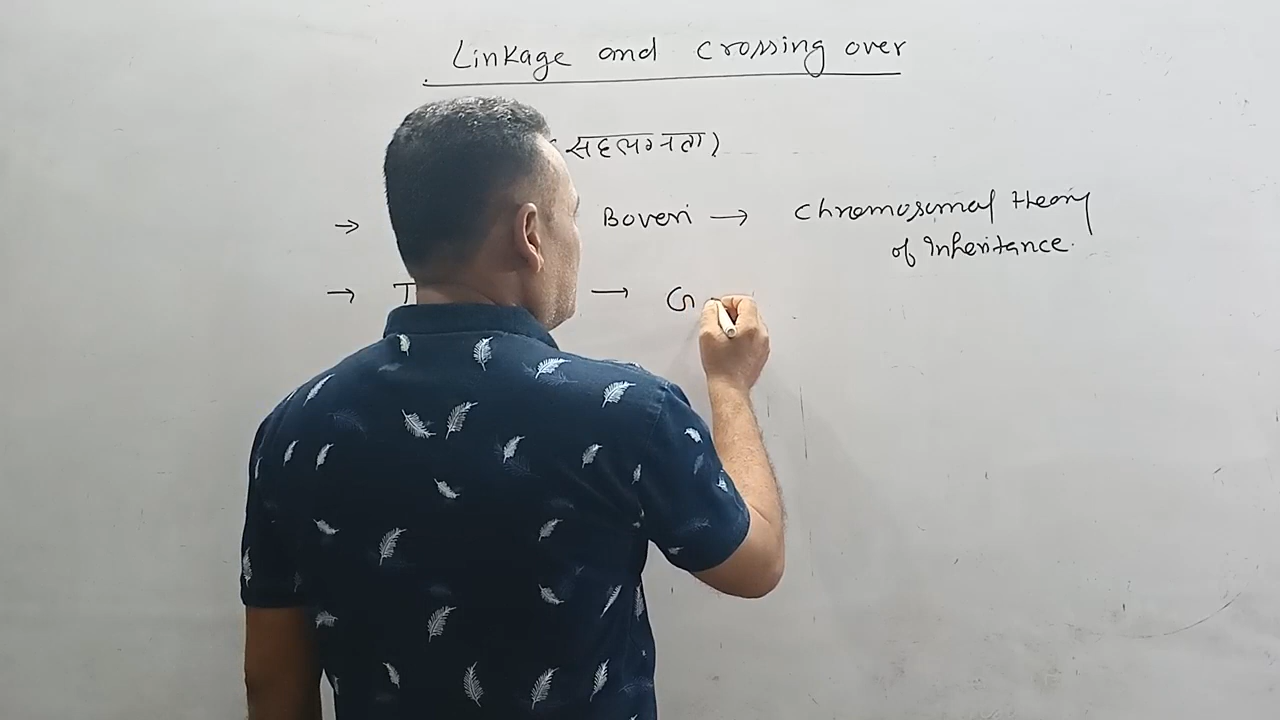 Linkage and crossing over
सहलग्नता)
→ Boveri → Chromosomal theory
of Inheritance.
→ T → G